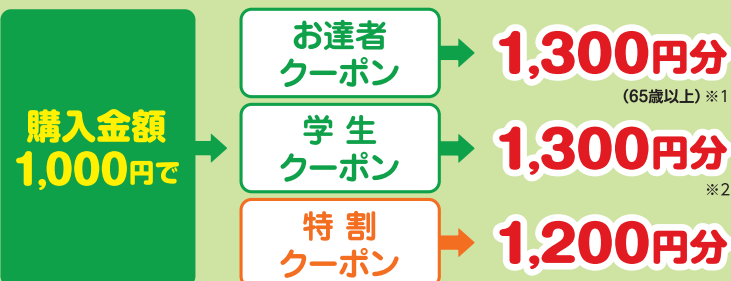 購入金額
1,000円で
お達者
クーポン
1,300円分
(65歳以上)※1
学生
クーポン
1,300円分
※2
特割
クーポン
1,200円分